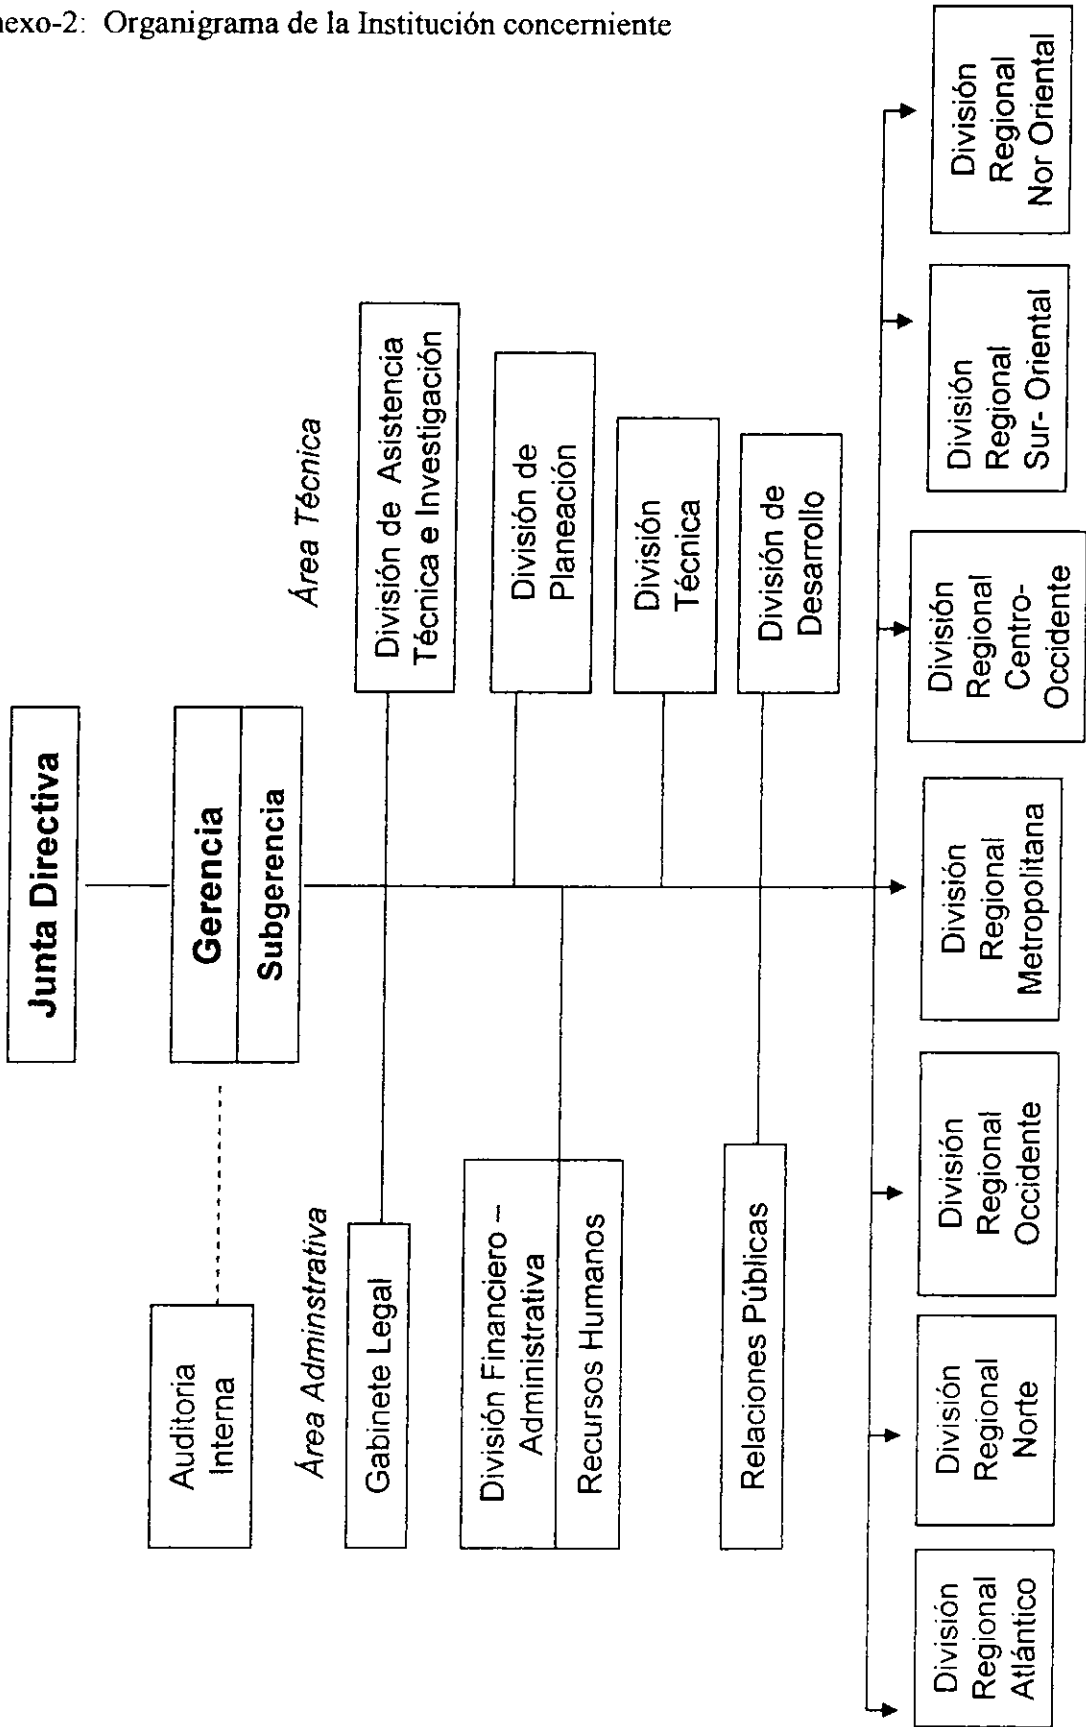 nexo-2: Organigrama de la Institución concerniente
Junta Directiva
Gerencia
Subgerencia
Auditoria
Interna
Área Adminstrativa
Área Técnica
Gabinete Legal
División de Asistencia
Técnica e Investigación
División Financiero –
Administrativa
Recursos Humanos
División de
Planeación
División
Técnica
Relaciones Públicas
División de
Desarrollo
División
Regional
Atlántico
División
Regional
Norte
División
Regional
Occidente
División
Regional
Metropolitana
División
Regional
Centro-
Occidente
División
Regional
Sur- Oriental
División
Regional
Nor Oriental